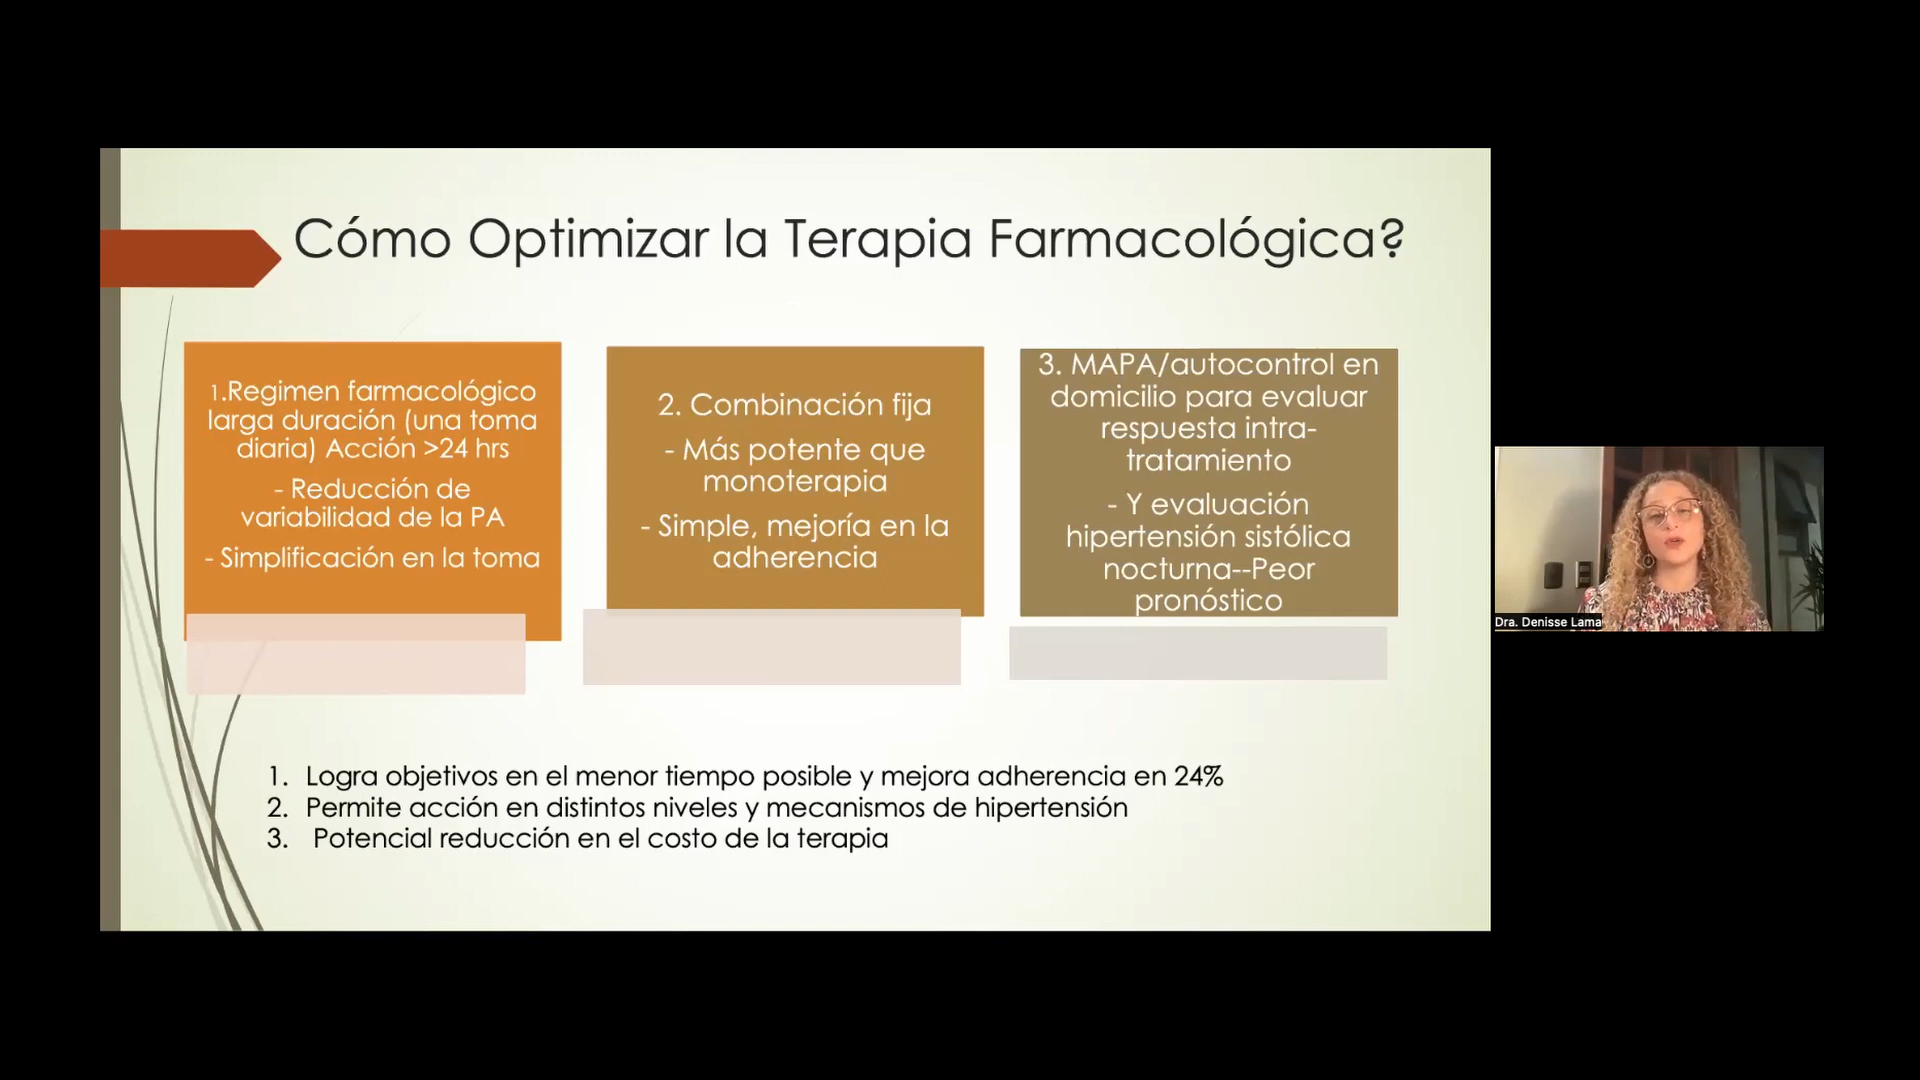 Cómo Optimizar la Terapia Farmacológica?
1.Regimen farmacológico
larga duración (una toma
diaria) Acción >24 hrs
- Reducción de
variabilidad de la PA
- Simplificación en la toma
2. Combinación fija
- Más potente que
monoterapia
- Simple, mejoría en la
adherencia
3. MAPA/autocontrol en
domicilio para evaluar
respuesta intra-
tratamiento
- Y evaluación
hipertensión sistólica
nocturna--Peor
pronóstico
1. Logra objetivos en el menor tiempo posible y mejora adherencia en 24%
2. Permite acción en distintos niveles y mecanismos de hipertensión
3. Potencial reducción en el costo de la terapia
Dra. Denisse Lama